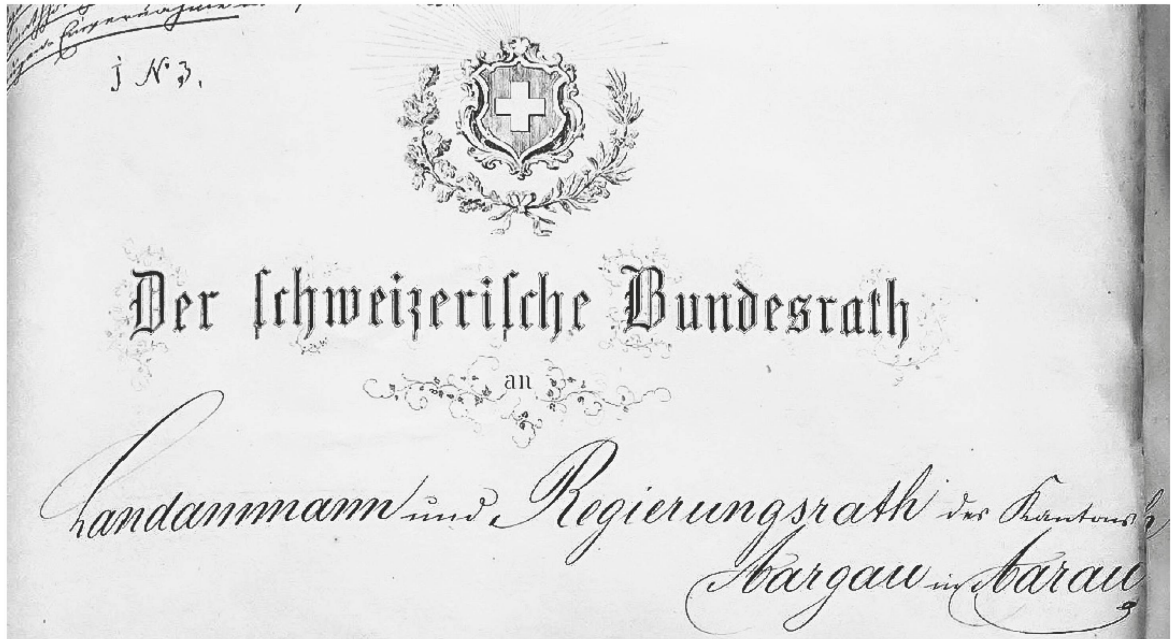 j N° 3.
Der schweizerische Bundesrath
an
Landammann und Regierungsrath des Kantons
Aargau in Aarau